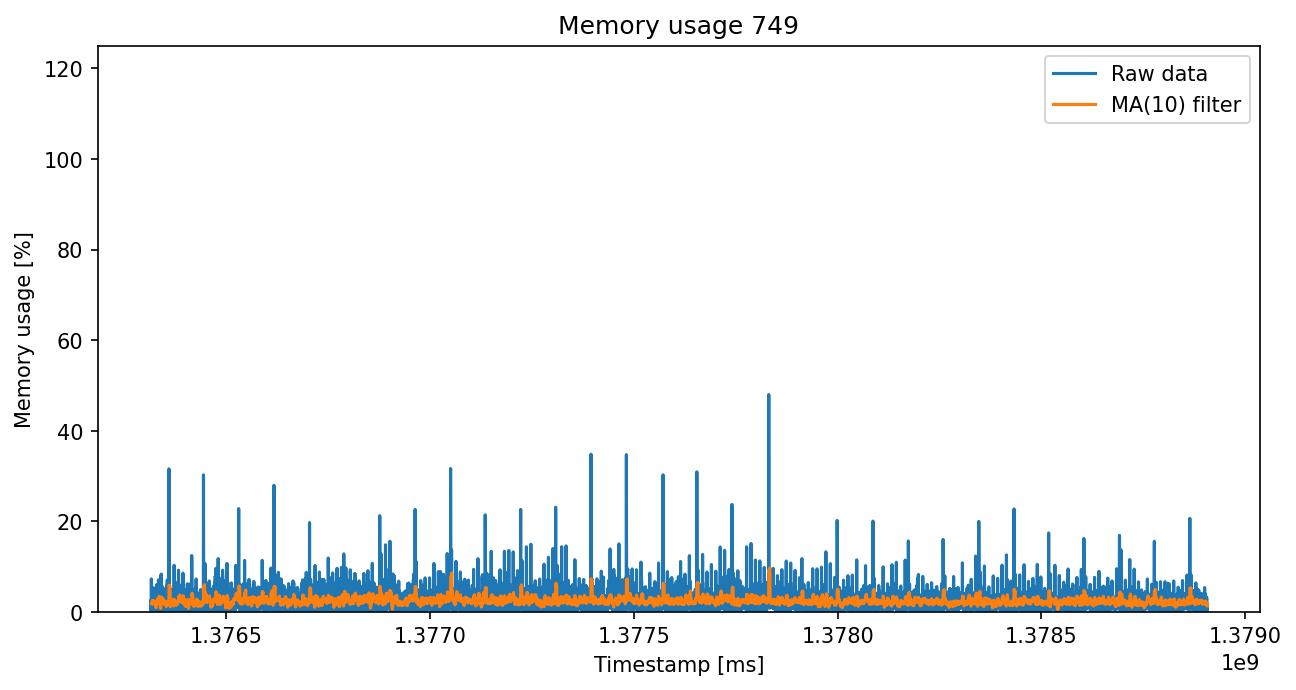 Memory usage 749
Raw data
MA(10) filter
Memory usage [%]
120
100
80
60
40
20
0
1.3765 1.3770 1.3775 1.3780 1.3785 1.3790
1e9
Timestamp [ms]